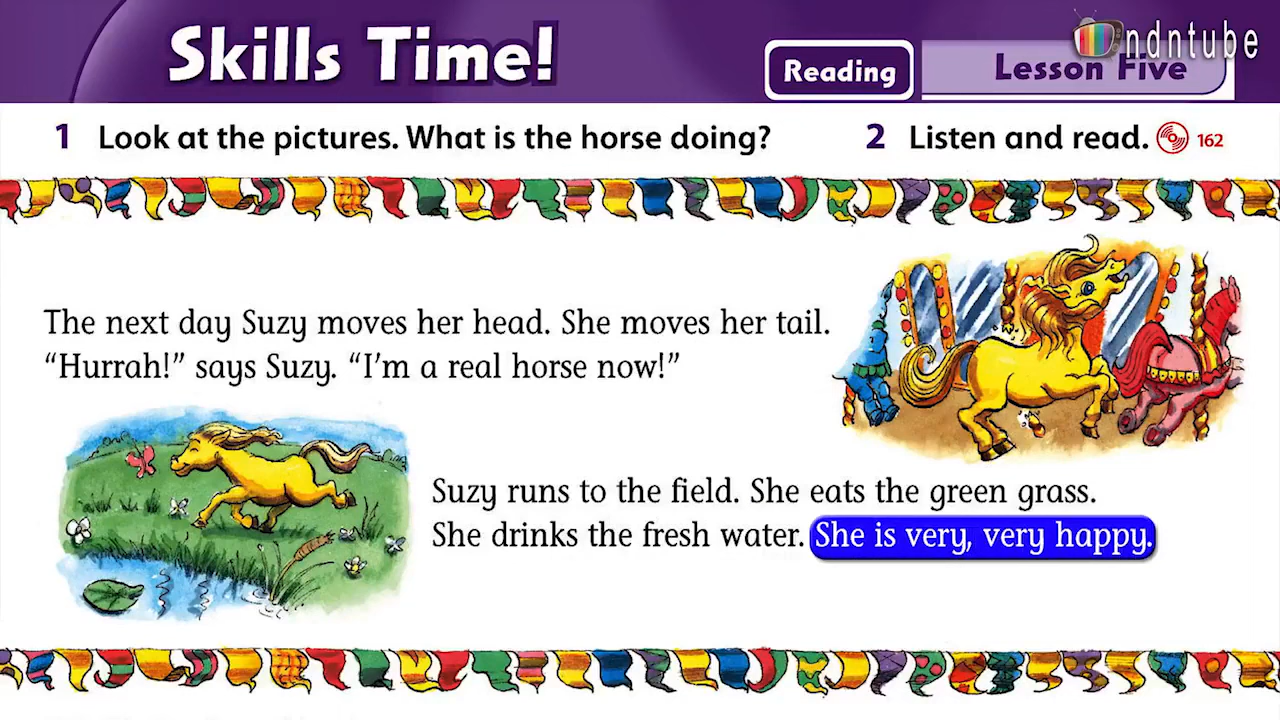 Skills Time!
Reading
Lesson Five
ndntube
1 Look at the pictures. What is the horse doing?
2 Listen and read. 162
The next day Suzy moves her head. She moves her tail.
“Hurrah!” says Suzy. “I’m a real horse now!”
Suzy runs to the field. She eats the green grass.
She drinks the fresh water. She is very, very happy.